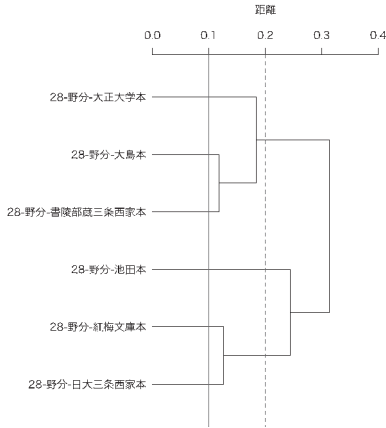 距離
0.0 0.1 0.2 0.3 0.4
28-野分-大正大学本
28-野分-大島本
28-野分-書陵部蔵三条西家本
28-野分-池田本
28-野分-紅梅文庫本
28-野分-日大三条西家本